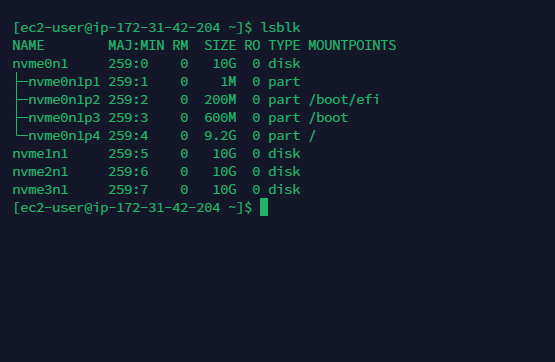 [ec2-user@ip-172-31-42-204 ~]$ lsblk
NAME        MAJ:MIN RM  SIZE RO TYPE MOUNTPOINTS
nvme0n1     259:0    0   10G  0 disk
├─nvme0n1p1 259:1    0    1M  0 part
├─nvme0n1p2 259:2    0  200M  0 part /boot/efi
├─nvme0n1p3 259:3    0  600M  0 part /boot
└─nvme0n1p4 259:4    0  9.2G  0 part /
nvme1n1     259:5    0   10G  0 disk
nvme2n1     259:6    0   10G  0 disk
nvme3n1     259:7    0   10G  0 disk
[ec2-user@ip-172-31-42-204 ~]$